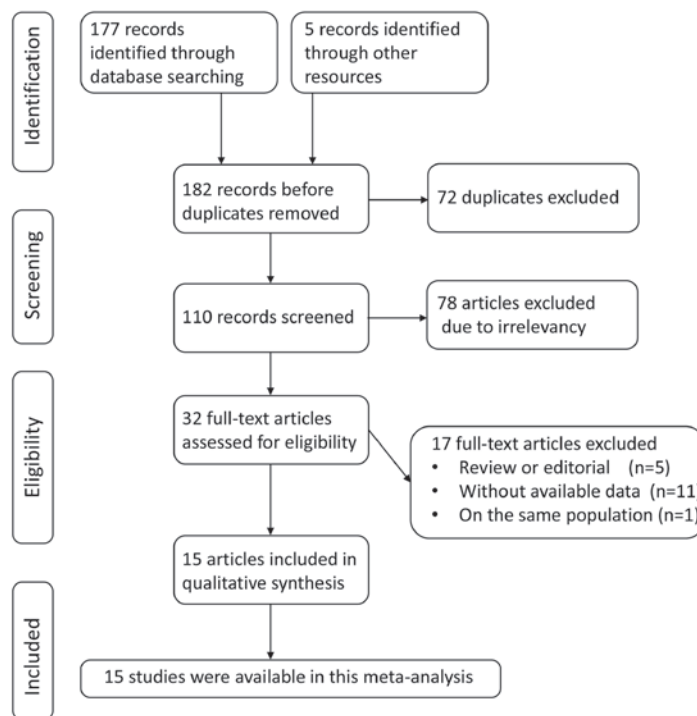 Identification
177 records
identified through
database searching
5 records identified
through other
resources
182 records before
duplicates removed
72 duplicates excluded
Screening
110 records screened
78 articles excluded
due to irrelevancy
Eligibility
32 full-text articles
assessed for eligibility
17 full-text articles excluded
• Review or editorial (n=5)
• Without available data (n=11)
• On the same population (n=1)
15 articles included in
qualitative synthesis
Included
15 studies were available in this meta-analysis